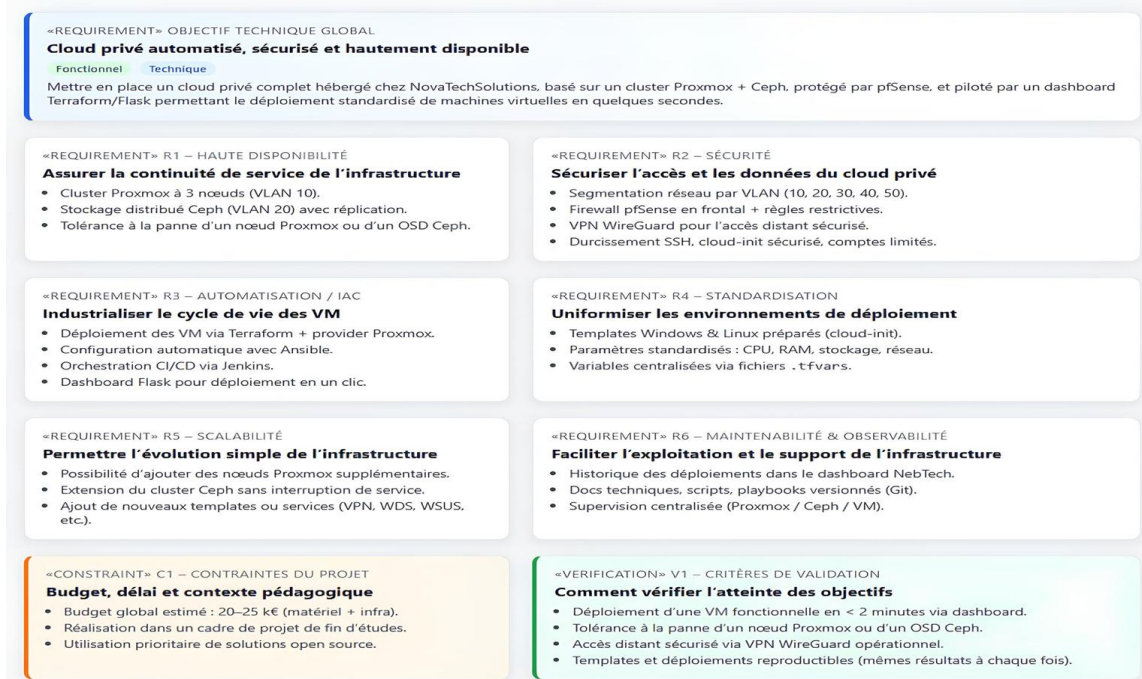 «REQUIREMENT» OBJECTIF TECHNIQUE GLOBAL
Cloud privé automatisé, sécurisé et hautement disponible
Fonctionnel Technique
Mettre en place un cloud privé complet hébergé chez NovaTechSolutions, basé sur un cluster Proxmox + Ceph, protégé par pfSense, et piloté par un dashboard
Terraform/Flask permettant le déploiement standardisé de machines virtuelles en quelques secondes.
«REQUIREMENT» R1 – HAUTE DISPONIBILITÉ
Assurer la continuité de service de l'infrastructure
• Cluster Proxmox à 3 nœuds (VLAN 10).
• Stockage distribué Ceph (VLAN 20) avec réplication.
• Tolérance à la panne d'un nœud Proxmox ou d'un OSD Ceph.
«REQUIREMENT» R2 – SÉCURITÉ
Sécuriser l'accès et les données du cloud privé
• Segmentation réseau par VLAN (10, 20, 30, 40, 50).
• Firewall pfSense en frontal + règles restrictives.
• VPN WireGuard pour l'accès distant sécurisé.
• Durcissement SSH, cloud-init sécurisé, comptes limités.
«REQUIREMENT» R3 – AUTOMATISATION / IAC
Industrialiser le cycle de vie des VM
• Déploiement des VM via Terraform + provider Proxmox.
• Configuration automatique avec Ansible.
• Orchestration CI/CD via Jenkins.
• Dashboard Flask pour déploiement en un clic.
«REQUIREMENT» R4 – STANDARDISATION
Uniformiser les environnements de déploiement
• Templates Windows & Linux préparés (cloud-init).
• Paramètres standardisés : CPU, RAM, stockage, réseau.
• Variables centralisées via fichiers .tfvars.
«REQUIREMENT» R5 – SCALABILITÉ
Permettre l'évolution simple de l'infrastructure
• Possibilité d'ajouter des nœuds Proxmox supplémentaires.
• Extension du cluster Ceph sans interruption de service.
• Ajout de nouveaux templates ou services (VPN, WDS, WSUS,
etc.).
«REQUIREMENT» R6 – MAINTENABILITÉ & OBSERVABILITÉ
Faciliter l'exploitation et le support de l'infrastructure
• Historique des déploiements dans le dashboard NebTech.
• Docs techniques, scripts, playbooks versionnés (Git).
• Supervision centralisée (Proxmox / Ceph / VM).
«CONSTRAINT» C1 – CONTRAINTES DU PROJET
Budget, délai et contexte pédagogique
• Budget global estimé : 20–25 k€ (matériel + infra).
• Réalisation dans un cadre de projet de fin d'études.
• Utilisation prioritaire de solutions open source.
«VERIFICATION» V1 – CRITÈRES DE VALIDATION
Comment vérifier l'atteinte des objectifs
• Déploiement d'une VM fonctionnelle en < 2 minutes via dashboard.
• Tolérance à la panne d'un nœud Proxmox ou d'un OSD Ceph.
• Accès distant sécurisé via VPN WireGuard opérationnel.
• Templates et déploiements reproductibles (mêmes résultats à chaque fois).